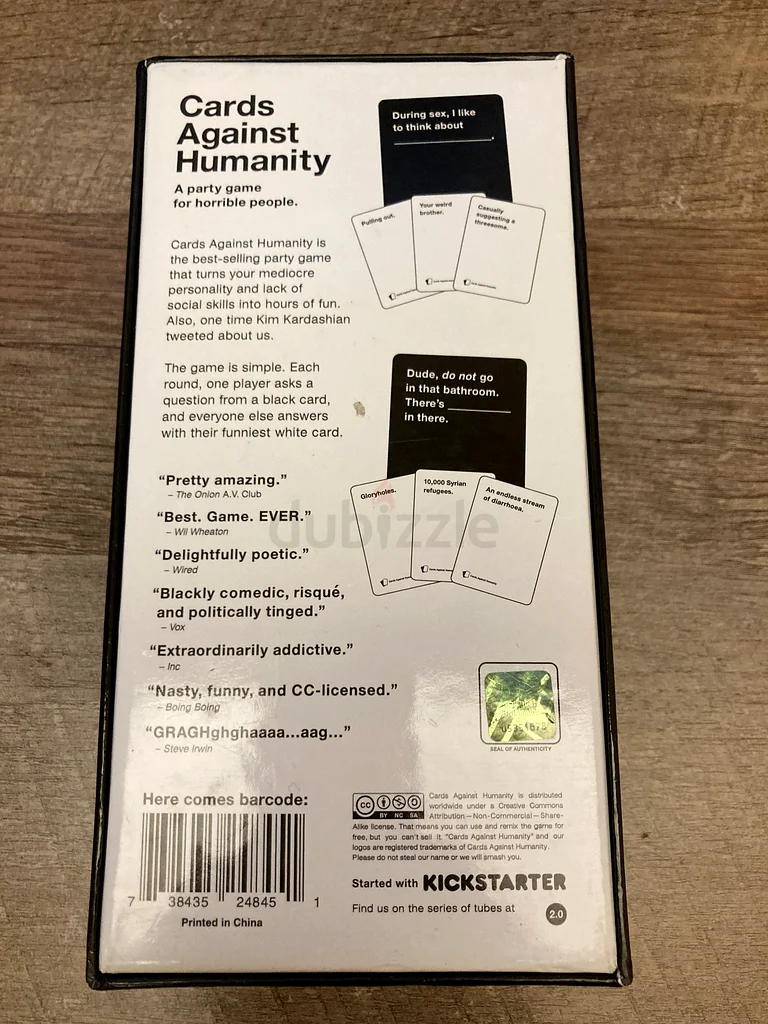 Cards
Against
Humanity
A party game
for horrible people.
Cards Against Humanity is
the best-selling party game
that turns your mediocre
personality and lack of
social skills into hours of fun.
Also, one time Kim Kardashian
tweeted about us.
The game is simple. Each
round, one player asks a
question from a black card,
and everyone else answers
with their funniest white card.
During sex, I like
to think about
____________.
Pulling out.
Your weird
brother.
Casually
suggesting a
threesome.
Cards Against Humanity
Dude, do not go
in that bathroom.
There's ________
in there.
Gloryholes.
10,000 Syrian
refugees.
An endless stream
of diarrhoea.
Cards Against Humanity
dubizzle
“Pretty amazing.”
– The Onion A.V. Club
“Best. Game. EVER.”
– Wil Wheaton
“Delightfully poetic.”
– Wired
“Blackly comedic, risqué,
and politically tinged.”
– Vox
“Extraordinarily addictive.”
– Inc
“Nasty, funny, and CC-licensed.”
– Boing Boing
“GRAGHghghaaaa...aag...”
– Steve Irwin
SEAL OF AUTHENTICITY
Here comes barcode:
7 38435 24845 1
Printed in China
cc
BY NC SA
Cards Against Humanity is distributed
worldwide under a Creative Commons
Attribution – Non-Commercial – Share-
Alike license. That means you can use and remix the game for
free, but you can't sell it. "Cards Against Humanity" and our
logos are registered trademarks of Cards Against Humanity.
Please do not steal our name or we will smash you.
Started with KICKSTARTER
Find us on the series of tubes at
2.0